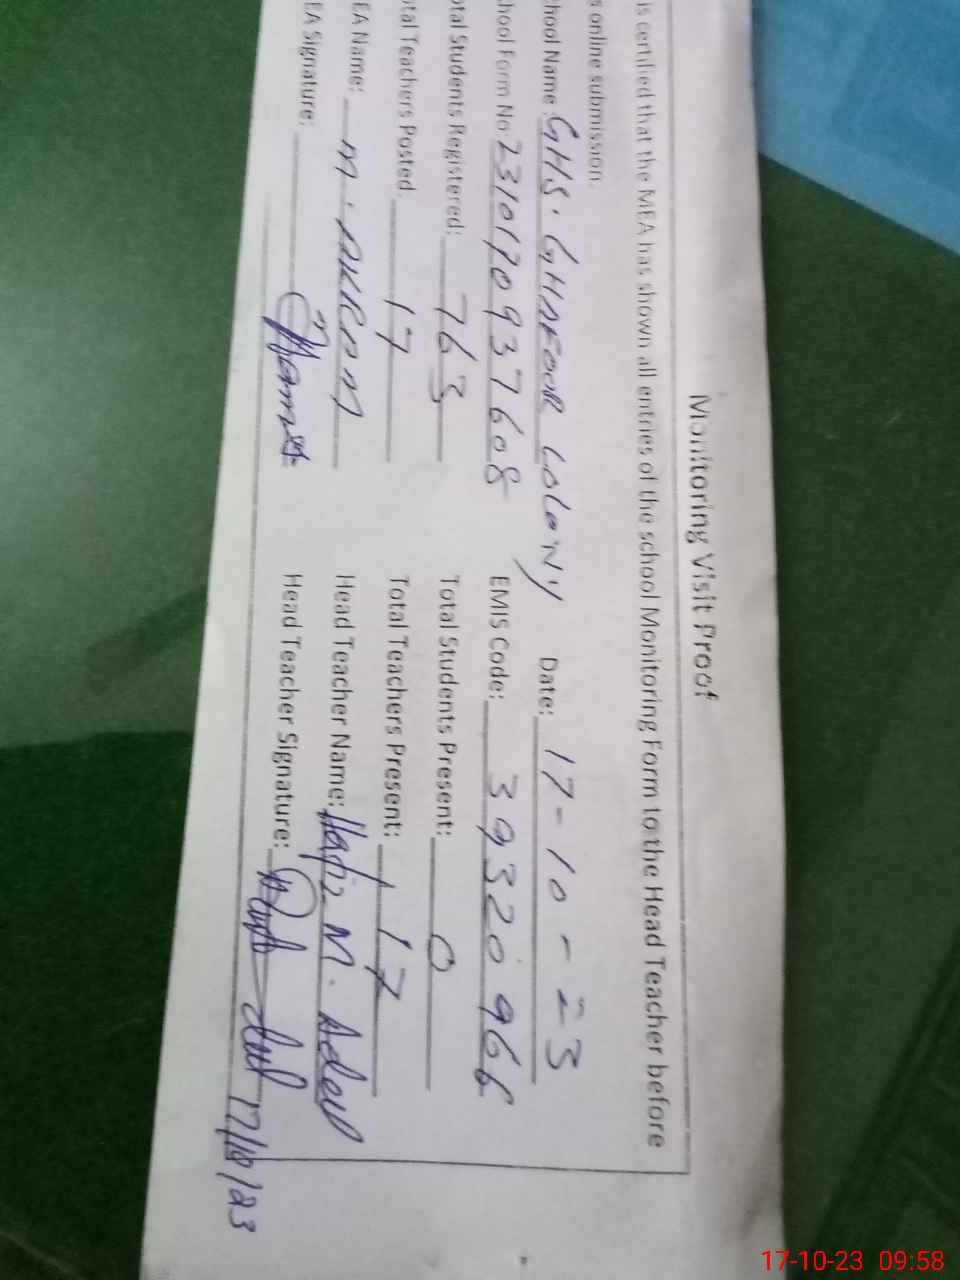 Monitoring Visit Proof
is certified that the MEA has shown all entries of the school Monitoring Form to the Head Teacher before
s online submission.
hool Name GHS. GHAFOOR COLONY Date: 17-10-23
hool Form No 2310170937608 EMIS Code: 39320966
otal Students Registered: 763 Total Students Present: 0
otal Teachers Posted. 17 Total Teachers Present: 17
EA Name: M. AKRAM Head Teacher Name: Hafiz M. Adeel
EA Signature: Head Teacher Signature: 17/10/23
17-10-23 09:58